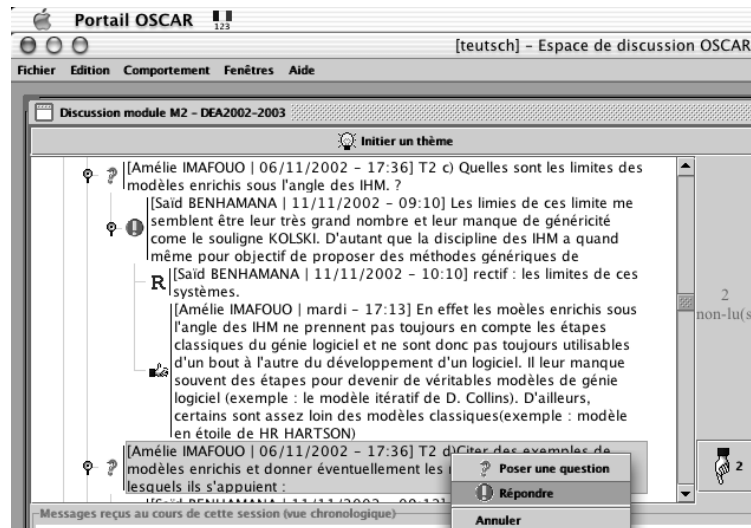 Portail OSCAR
123
[teutsch] - Espace de discussion OSCAR
Fichier Edition Comportement Fenêtres Aide
Discussion module M2 - DEA2002-2003
Initier un thème
[Amélie IMAFOUO | 06/11/2002 - 17:36] T2 c) Quelles sont les limites des
modèles enrichis sous l'angle des IHM. ?
[Saïd BENHAMANA | 11/11/2002 - 09:10] Les limies de ces limite me
semblent être leur très grand nombre et leur manque de généricité
come le souligne KOLSKI. D'autant que la discipline des IHM a quand
même pour objectif de proposer des méthodes génériques de
R [Saïd BENHAMANA | 11/11/2002 - 10:10] rectif : les limites de ces
systèmes.
[Amélie IMAFOUO | mardi - 17:13] En effet les moèles enrichis sous
l'angle des IHM ne prennent pas toujours en compte les étapes
classiques du génie logiciel et ne sont donc pas toujours utilisables
d'un bout à l'autre du développement d'un logiciel. Il leur manque
souvent des étapes pour devenir de véritables modèles de génie
logiciel (exemple : le modèle itératif de D. Collins). D'ailleurs,
certains sont assez loin des modèles classiques(exemple : modèle
en étoile de HR HARTSON)
2
non-lu(s
[Amélie IMAFOUO | 06/11/2002 - 17:36] T2 d)Citer des exemples de
modèles enrichis et donner éventuellement les
lesquels ils s'appuient :
2
Poser une question
Répondre
Annuler
Messages reçus au cours de cette session (vue chronologique)